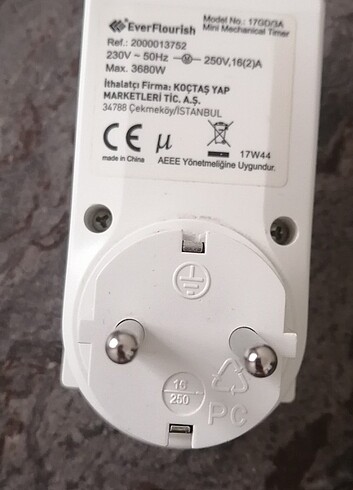 EverFlourish
Model No.: 17GD/3A
Mini Mechanical Timer
Ref.: 2000013752
230V ~ 50Hz M 250V,16(2)A
Max. 3680W
İthalatçı Firma: KOÇTAŞ YAP
MARKETLERİ TİC. A.Ş.
34788 Çekmeköy/İSTANBUL
CE µ
made in China
17W44
AEEE Yönetmeliğine Uygundur.
16
250
PC